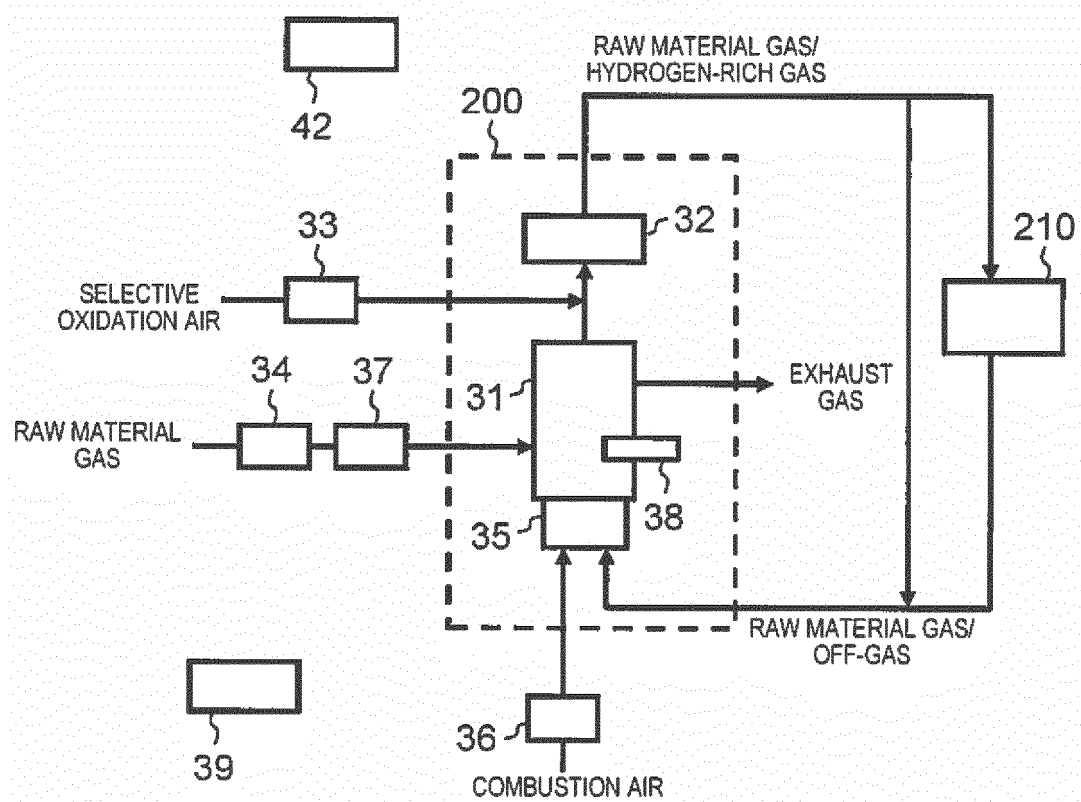 RAW MATERIAL GAS/
HYDROGEN-RICH GAS
42
200
32
33
210
SELECTIVE
OXIDATION AIR
34
37
31
EXHAUST
GAS
RAW MATERIAL
GAS
38
35
RAW MATERIAL GAS/
OFF-GAS
36
39
COMBUSTION AIR